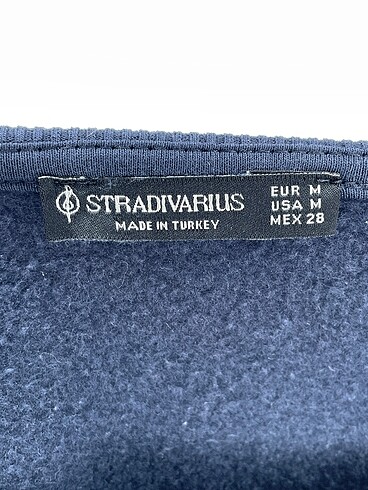 STRADIVARIUS
MADE IN TURKEY
EUR M
USA M
MEX 28